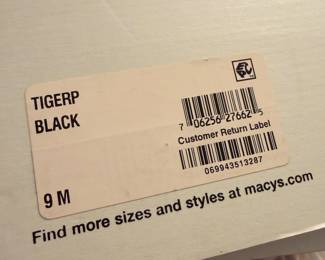 TIGERP
BLACK
7 06256 27662 5
Customer Return Label
069943513287
9 M
Find more sizes and styles at macys.com